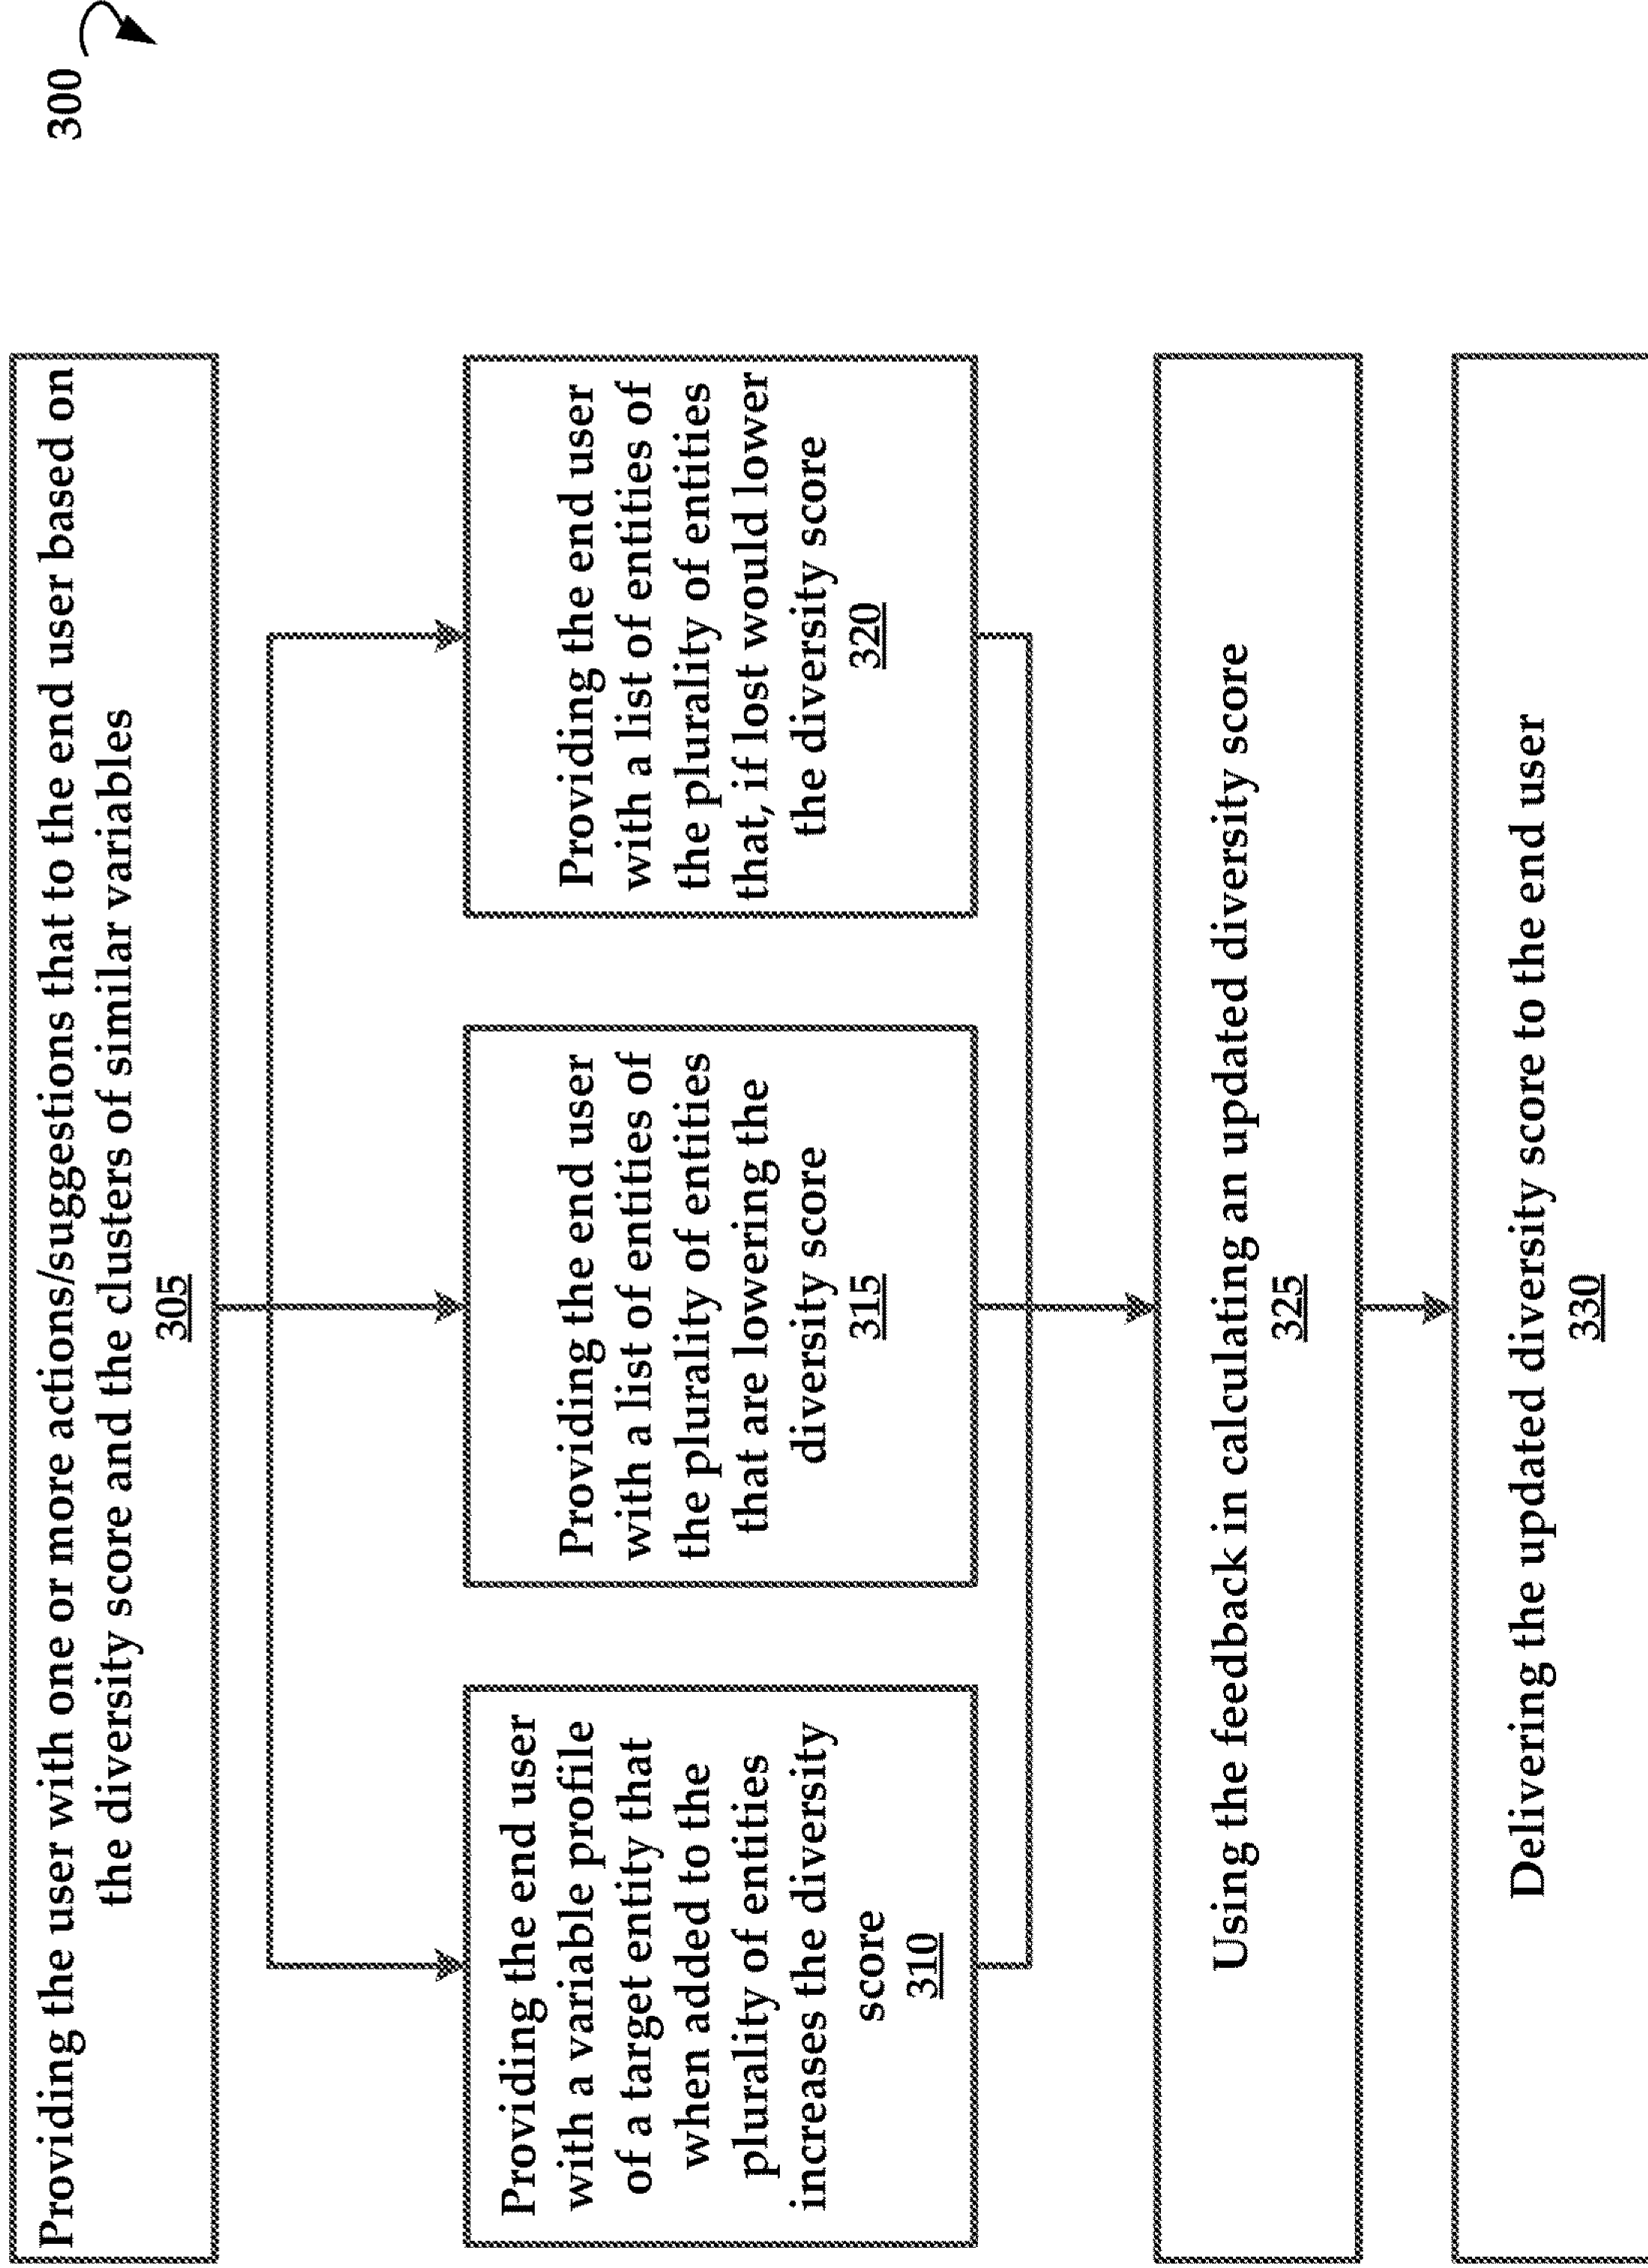 300
Providing the user with one or more actions/suggestions that to the end user based on
the diversity score and the clusters of similar variables
305
Providing the end user
with a variable profile
of a target entity that
when added to the
plurality of entities
increases the diversity
score
310
Providing the end user
with a list of entities of
the plurality of entities
that are lowering the
diversity score
315
Providing the end user
with a list of entities of
the plurality of entities
that, if lost would lower
the diversity score
320
Using the feedback in calculating an updated diversity score
325
Delivering the updated diversity score to the end user
330